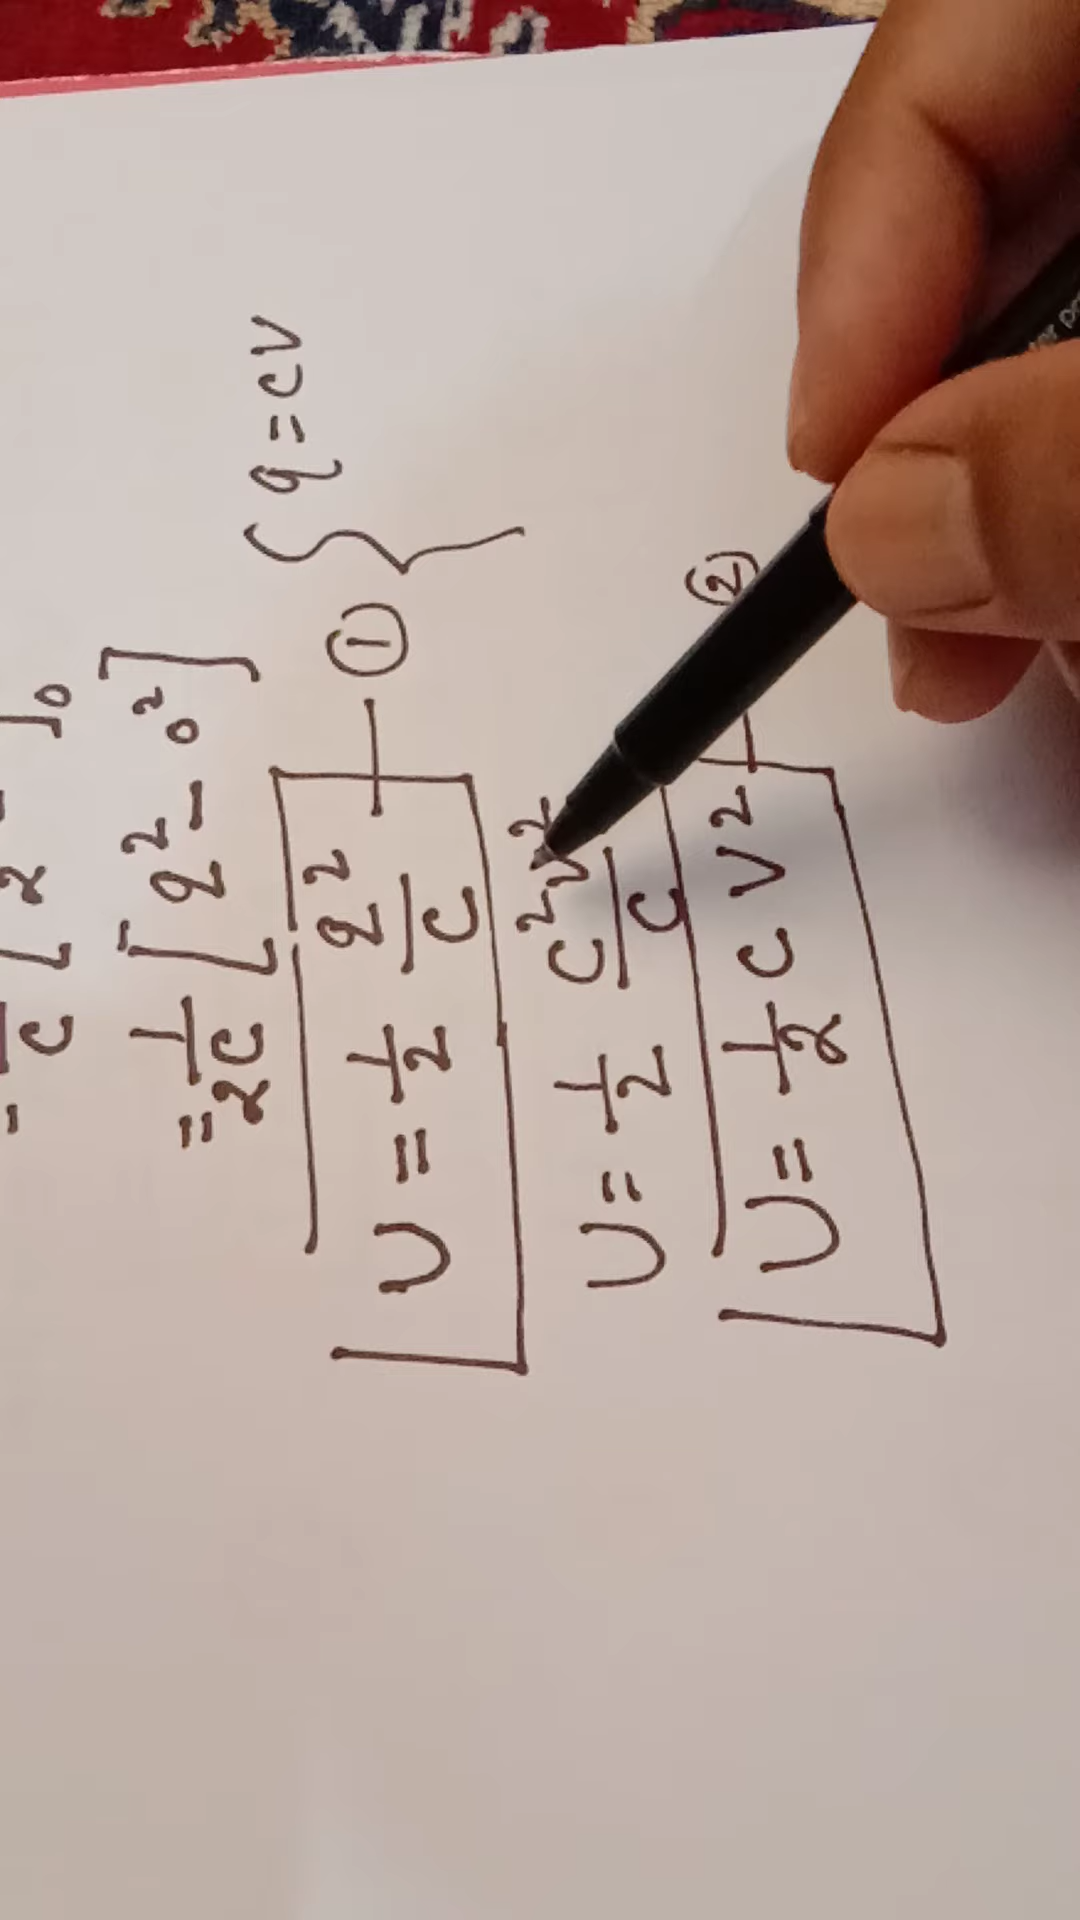 = 1/2C [q² - 0²]
U = 1/2 q²/C — ① { q = CV
U = 1/2 C²V²/C
U = 1/2 CV² — ②